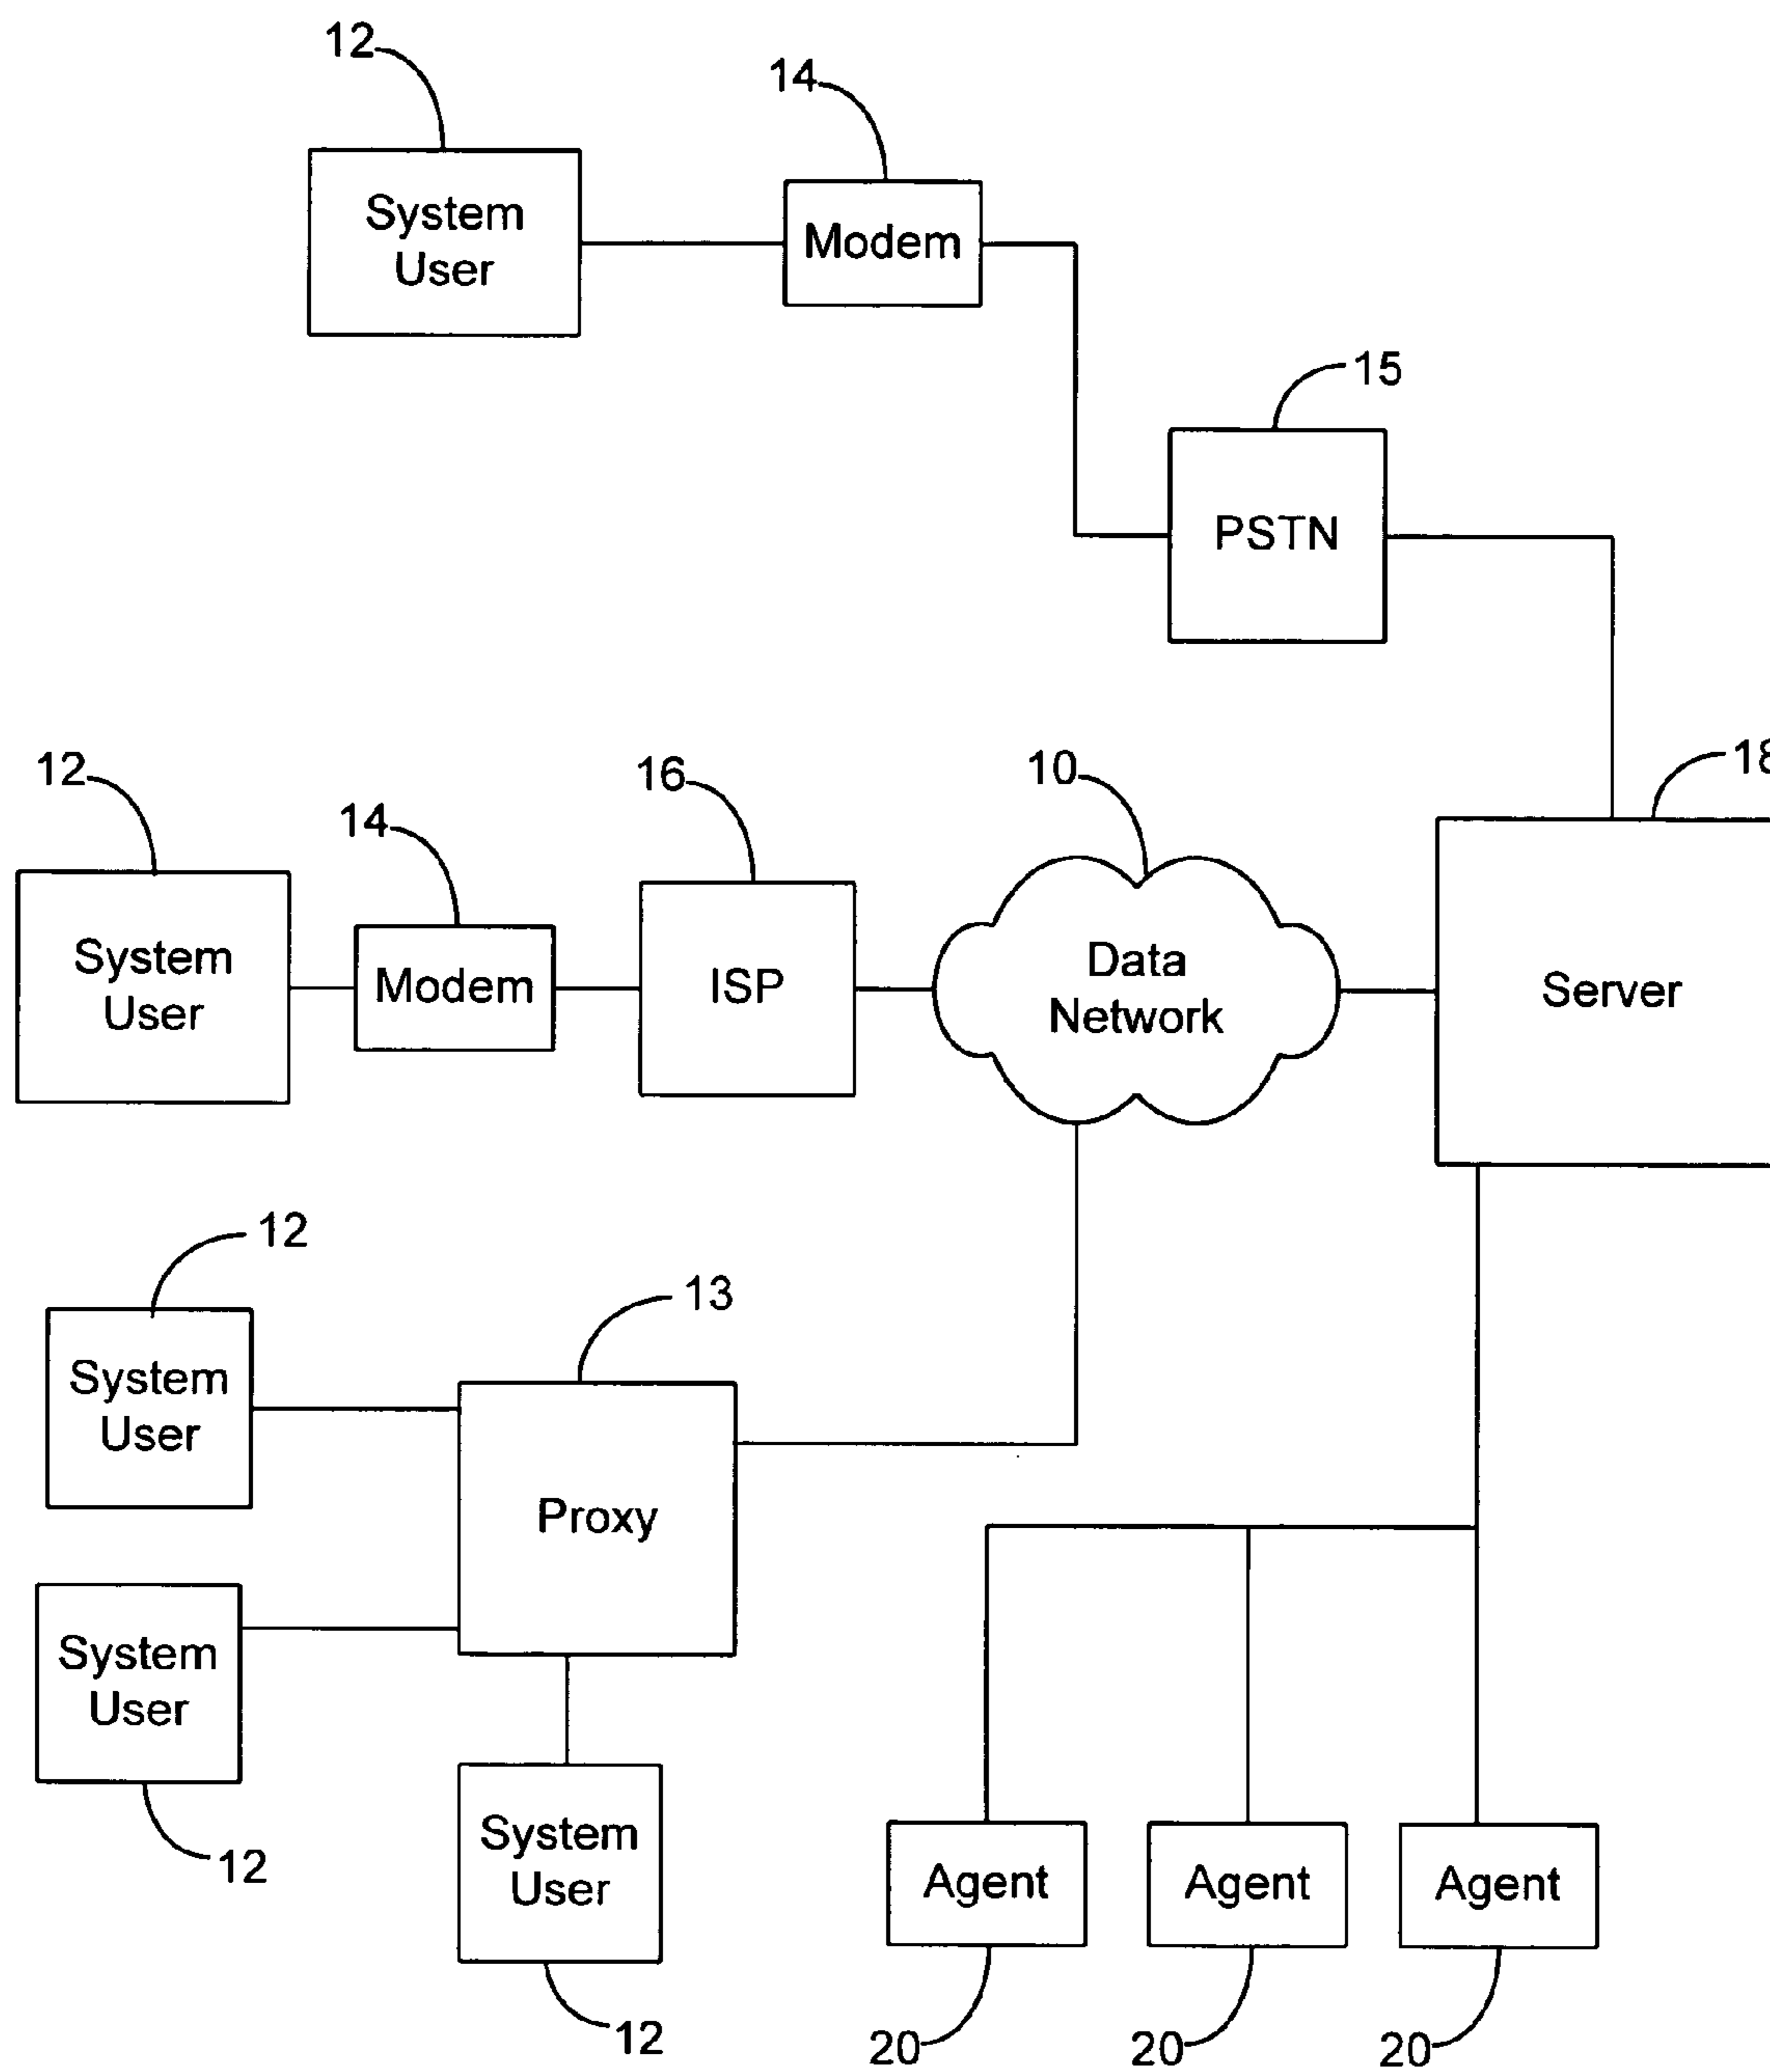 12
14
System
User
Modem
15
PSTN
12
14
16
10
18
System
User
Modem
ISP
Data
Network
Server
12
13
System
User
Proxy
System
User
12
System
User
12
Agent
Agent
Agent
20
20
20